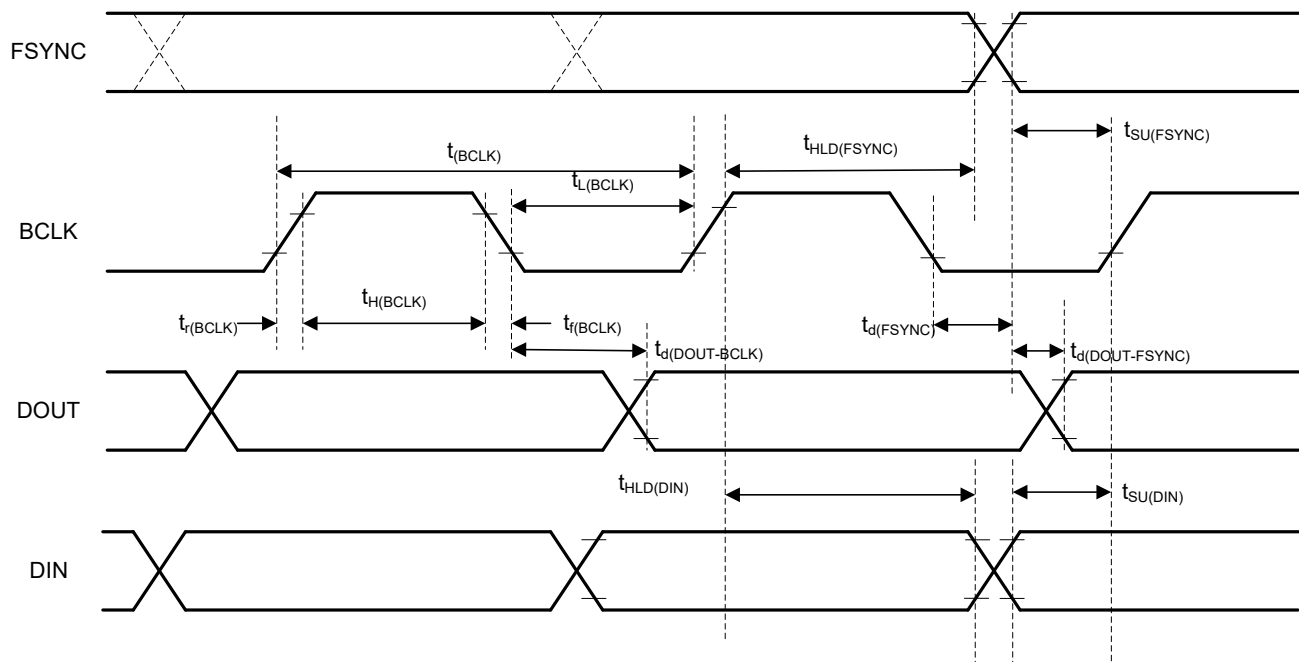 FSYNC
t(BCLK)
tHLD(FSYNC)
tSU(FSYNC)
tL(BCLK)
BCLK
tr(BCLK)
tH(BCLK)
tf(BCLK)
td(FSYNC)
td(DOUT-BCLK)
td(DOUT-FSYNC)
DOUT
tHLD(DIN)
tSU(DIN)
DIN